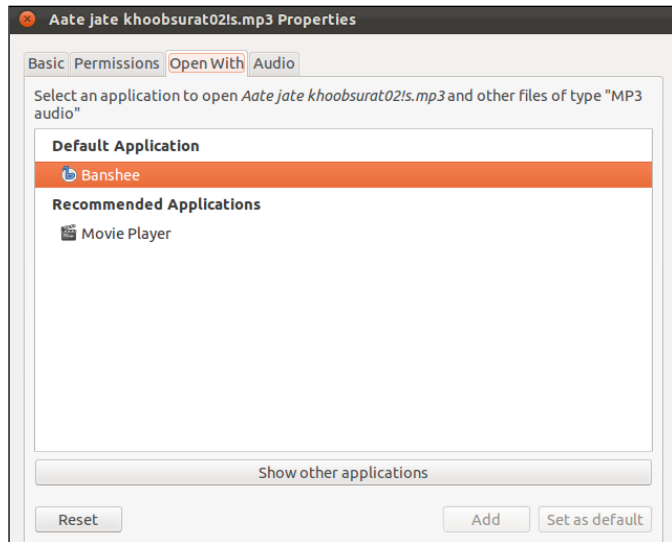 Aate jate khoobsurat02!s.mp3 Properties
Basic Permissions Open With Audio
Select an application to open Aate jate khoobsurat02!s.mp3 and other files of type "MP3
audio"
Default Application
Banshee
Recommended Applications
Movie Player
Show other applications
Reset Add Set as default